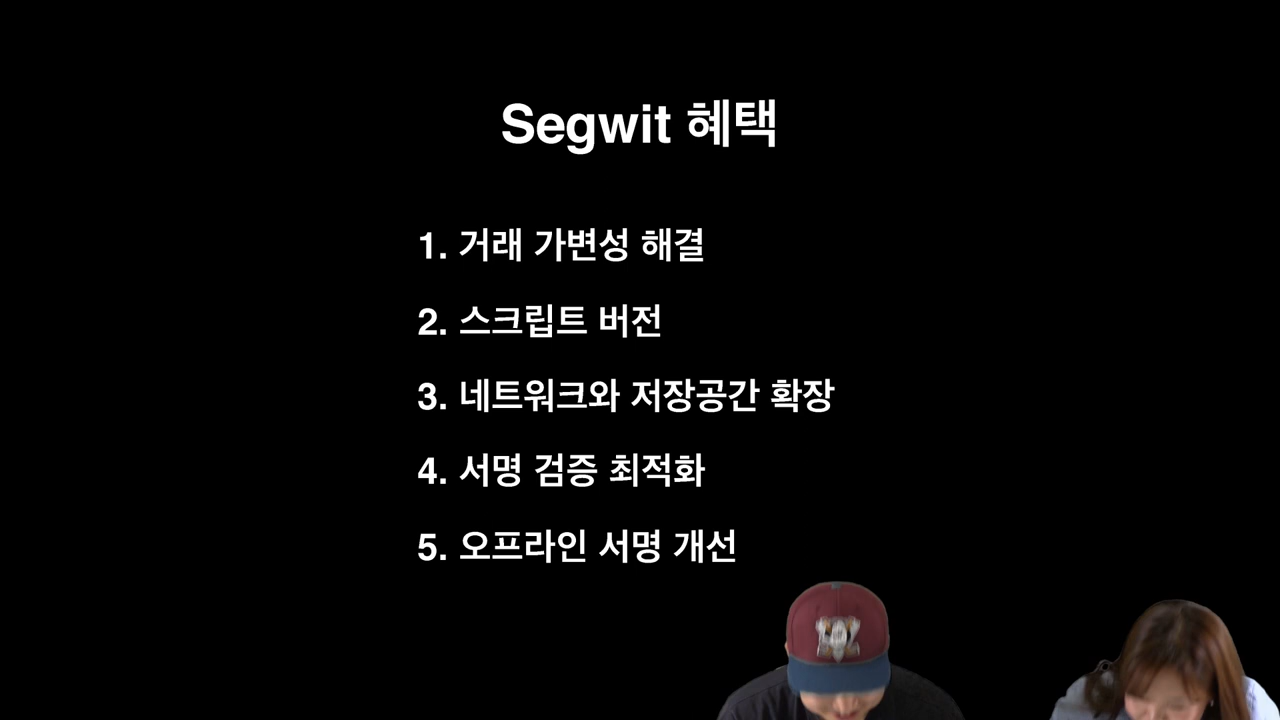 Segwit 혜택
1. 거래 가변성 해결
2. 스크립트 버전
3. 네트워크와 저장공간 확장
4. 서명 검증 최적화
5. 오프라인 서명 개선